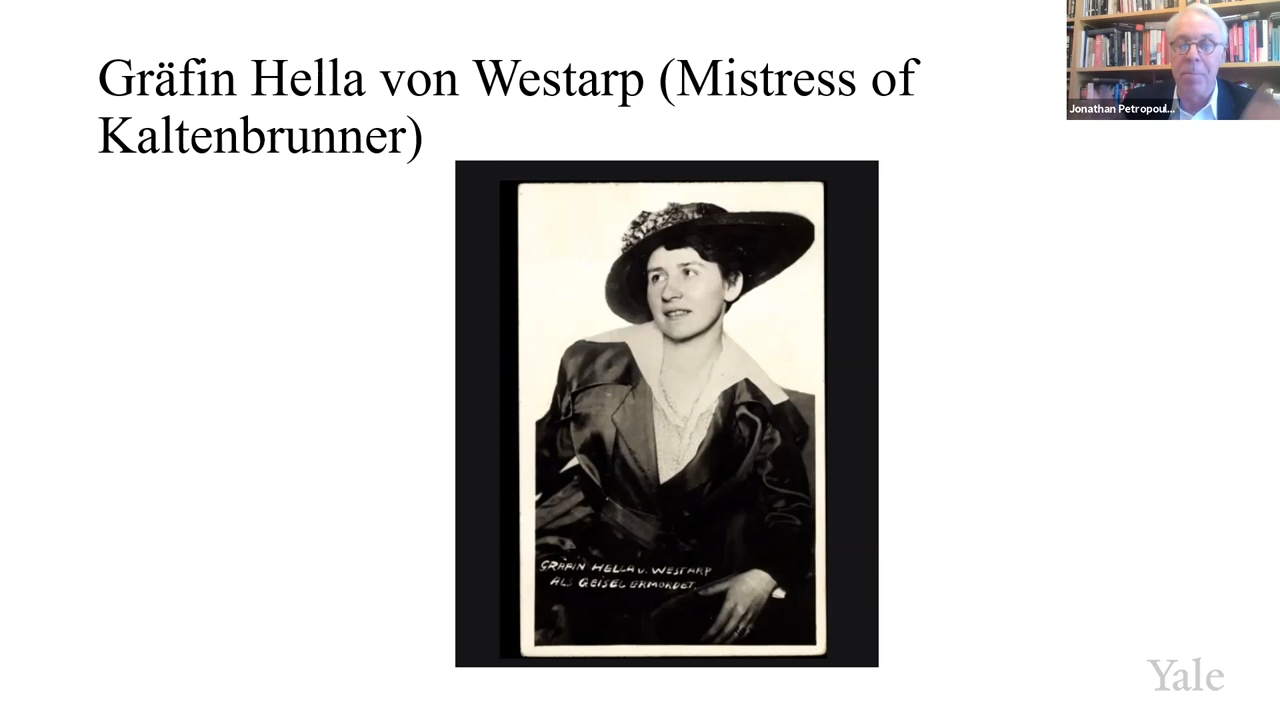 Gräfin Hella von Westarp (Mistress of
Kaltenbrunner)
Jonathan Petropoul...
GRÄFIN HELLA v. WESTARP
ALS GEISEL ERMORDET.
Yale